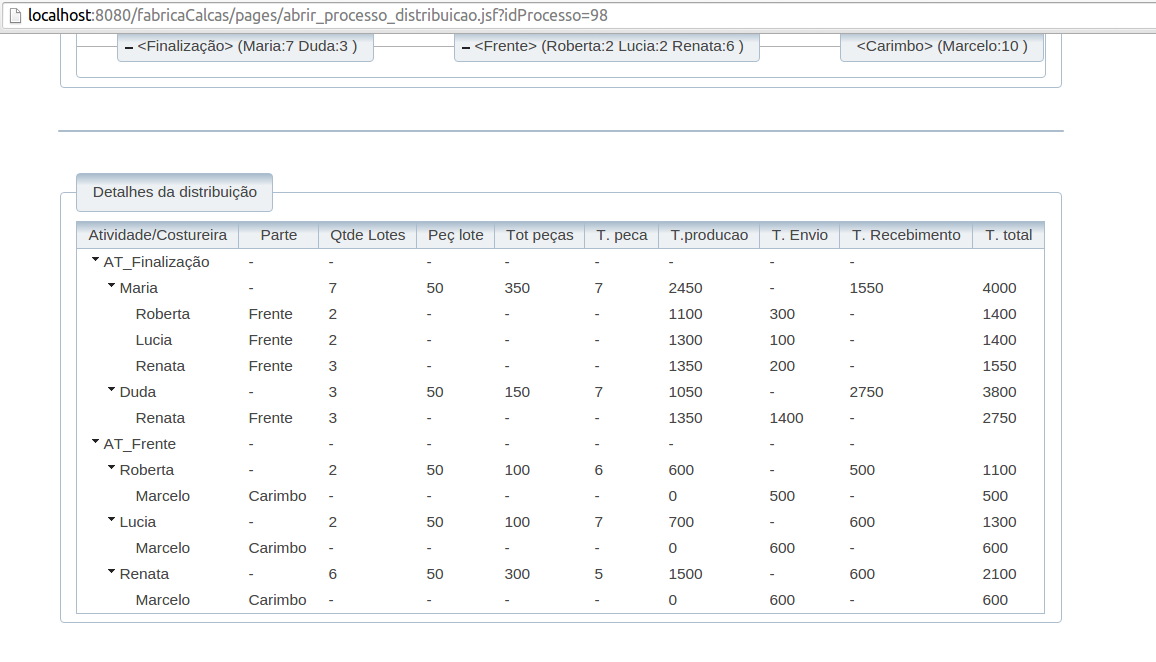 localhost:8080/fabricaCalcas/pages/abrir_processo_distribuicao.jsf?idProcesso=98
<Finalização> (Maria:7 Duda:3 ) <Frente> (Roberta:2 Lucia:2 Renata:6 ) <Carimbo> (Marcelo:10 )
Detalhes da distribuição
Atividade/Costureira Parte Qtde Lotes Peç lote Tot peças T. peca T.producao T. Envio T. Recebimento T. total
AT_Finalização - - - - - - - -
Maria - 7 50 350 7 2450 - 1550 4000
Roberta Frente 2 - - - 1100 300 - 1400
Lucia Frente 2 - - - 1300 100 - 1400
Renata Frente 3 - - - 1350 200 - 1550
Duda - 3 50 150 7 1050 - 2750 3800
Renata Frente 3 - - - 1350 1400 - 2750
AT_Frente - - - - - - - -
Roberta - 2 50 100 6 600 - 500 1100
Marcelo Carimbo - - - - 0 500 - 500
Lucia - 2 50 100 7 700 - 600 1300
Marcelo Carimbo - - - - 0 600 - 600
Renata - 6 50 300 5 1500 - 600 2100
Marcelo Carimbo - - - - 0 600 - 600